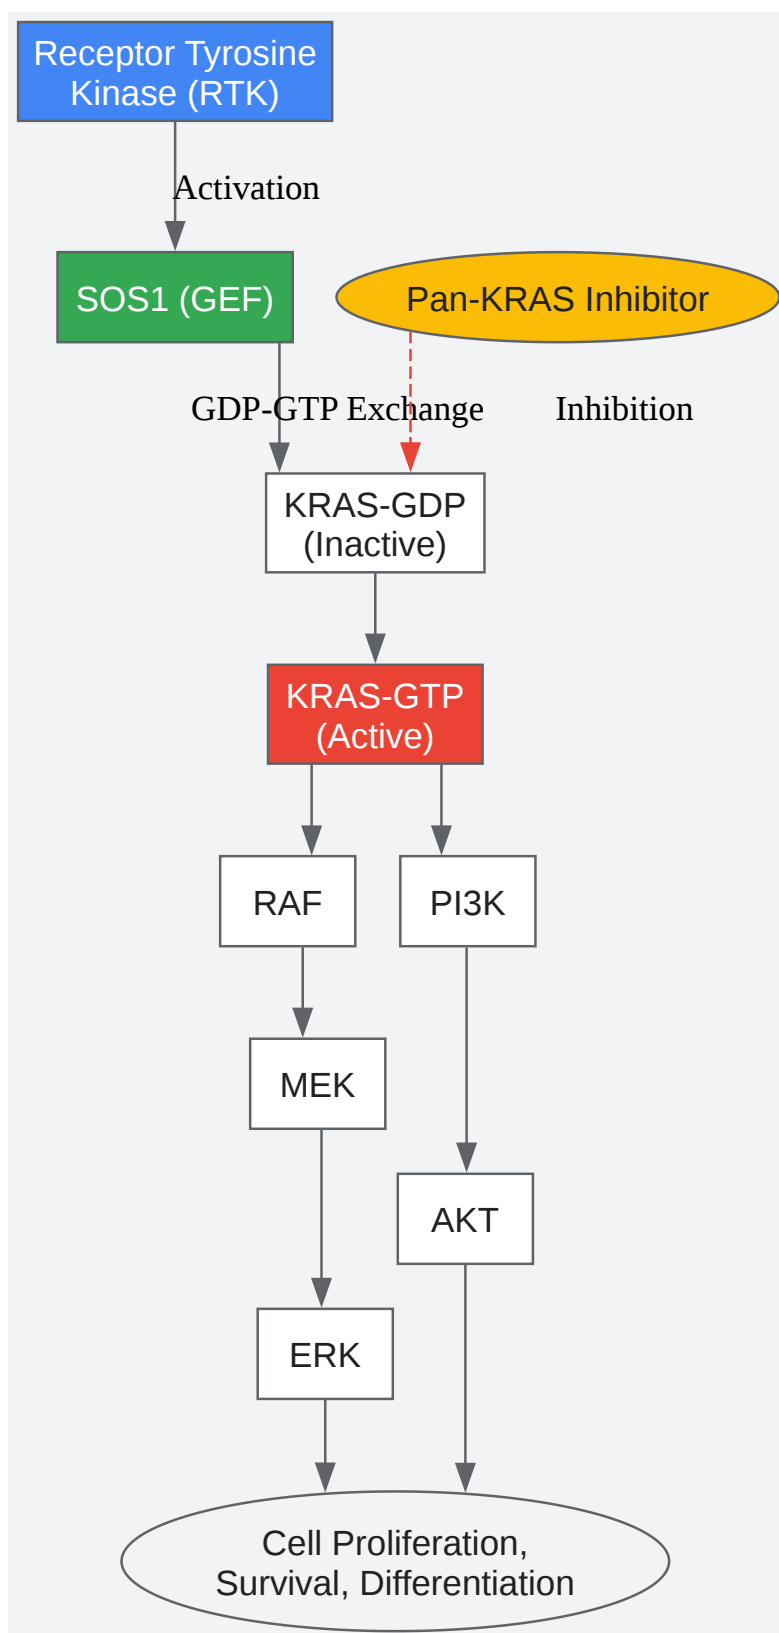 Receptor Tyrosine
Kinase (RTK)
Activation
SOS1 (GEF)
Pan-KRAS Inhibitor
GDP-GTP Exchange
Inhibition
KRAS-GDP
(Inactive)
KRAS-GTP
(Active)
RAF
PI3K
MEK
AKT
ERK
Cell Proliferation,
Survival, Differentiation